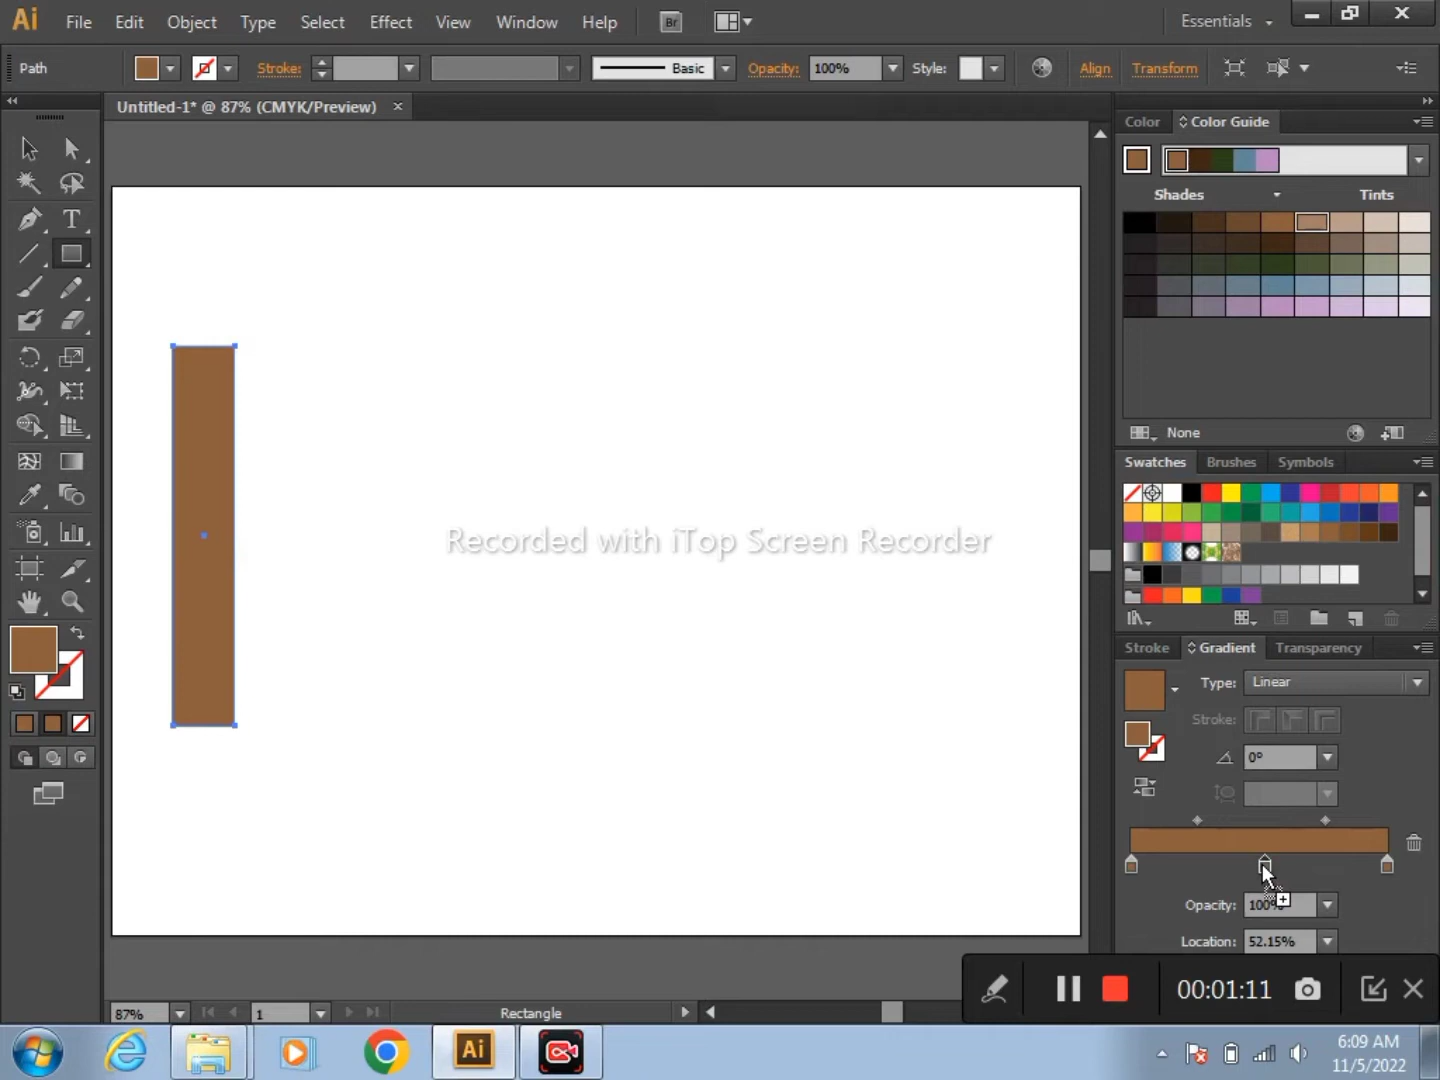 Ai File Edit Object Type Select Effect View Window Help Br Essentials
Path Stroke: Basic Opacity: 100% Style: Align Transform
Untitled-1* @ 87% (CMYK/Preview) ×
Color Color Guide
Shades Tints
None
Swatches Brushes Symbols
Recorded with iTop Screen Recorder
Stroke Gradient Transparency
Type: Linear
Stroke:
0°
Opacity: 100%
Location: 52.15%
00:01:11
87% 1 Rectangle
Ai
6:09 AM
11/5/2022